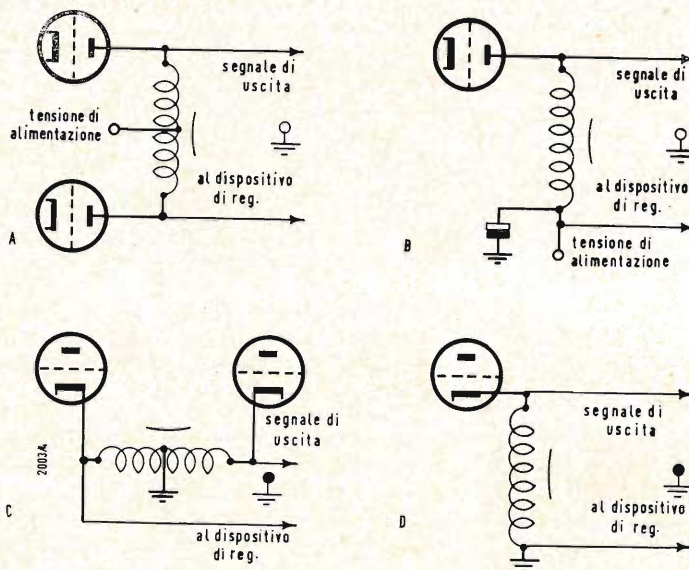 segnale di
uscita
tensione di
alimentazione
al dispositivo
di reg.
A
segnale di
uscita
al dispositivo
di reg.
B
tensione di
alimentazione
segnale di
uscita
2003A
C
al dispositivo
di reg.
segnale di
uscita
al dispositivo
di reg.
D